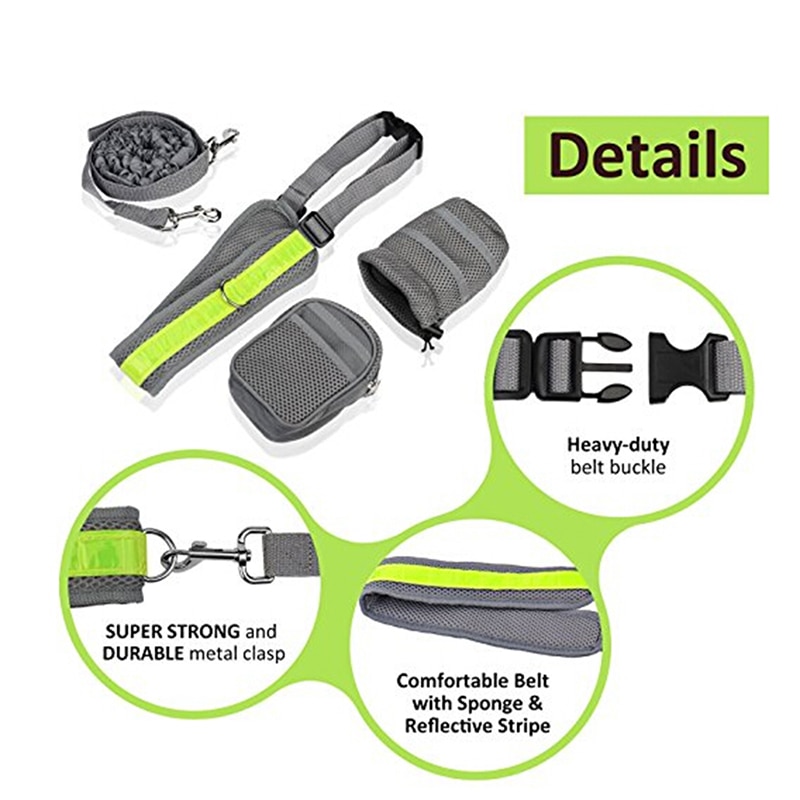 Details
Heavy-duty
belt buckle
SUPER STRONG and
DURABLE metal clasp
Comfortable Belt
with Sponge &
Reflective Stripe